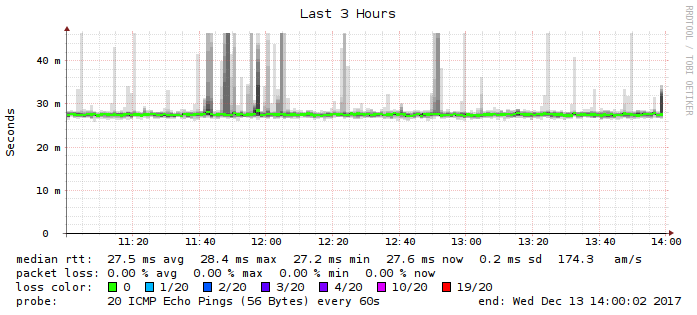 Last 3 Hours
RRDTOOL / TOBI OETIKER
Seconds
40 m
30 m
20 m
10 m
0
11:20 11:40 12:00 12:20 12:40 13:00 13:20 13:40 14:00
median rtt: 27.5 ms avg 28.4 ms max 27.2 ms min 27.6 ms now 0.2 ms sd 174.3 am/s
packet loss: 0.00 % avg 0.00 % max 0.00 % min 0.00 % now
loss color: 0 1/20 2/20 3/20 4/20 10/20 19/20
probe: 20 ICMP Echo Pings (56 Bytes) every 60s end: Wed Dec 13 14:00:02 2017